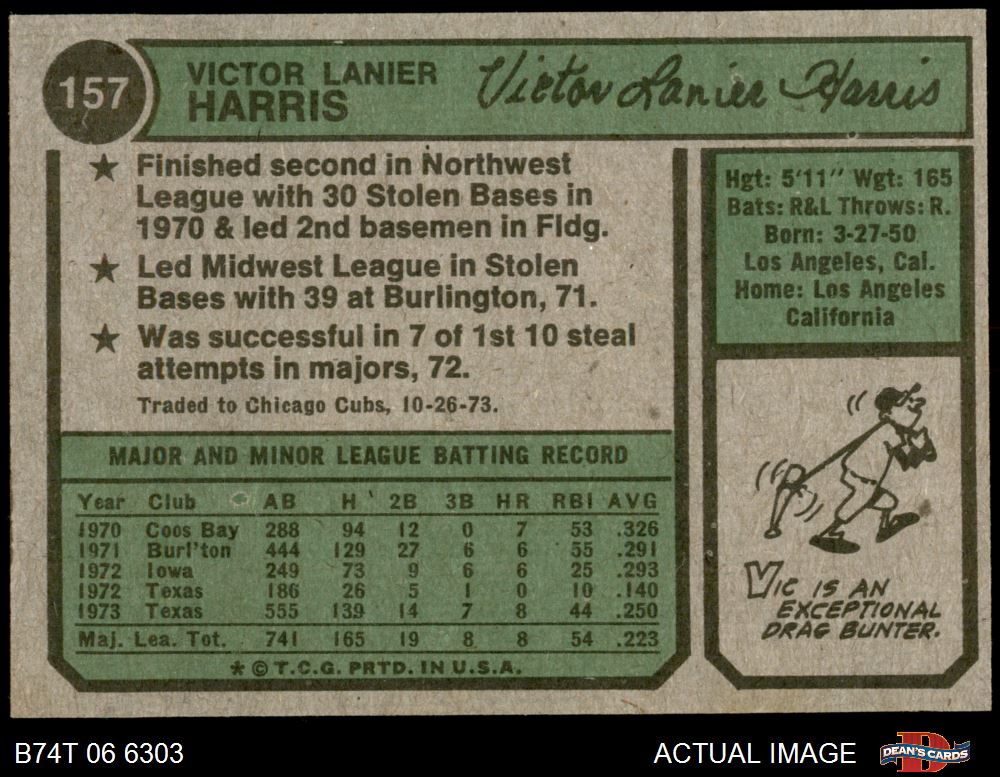 157
VICTOR LANIER
HARRIS
Victor Lanier Harris
★ Finished second in Northwest
League with 30 Stolen Bases in
1970 & led 2nd basemen in Fldg.
★ Led Midwest League in Stolen
Bases with 39 at Burlington, 71.
★ Was successful in 7 of 1st 10 steal
attempts in majors, 72.
Traded to Chicago Cubs, 10-26-73.
Hgt: 5'11" Wgt: 165
Bats: R&L Throws: R.
Born: 3-27-50
Los Angeles, Cal.
Home: Los Angeles
California
MAJOR AND MINOR LEAGUE BATTING RECORD
Year Club AB H 2B 3B HR RBI AVG
1970 Coos Bay 288 94 12 0 7 53 .326
1971 Burl'ton 444 129 27 6 6 55 .291
1972 Iowa 249 73 9 6 6 25 .293
1972 Texas 186 26 5 1 0 10 .140
1973 Texas 555 139 14 7 8 44 .250
Maj. Lea. Tot. 741 165 19 8 8 54 .223
* © T.C.G. PRTD. IN U.S.A.
VIC IS AN
EXCEPTIONAL
DRAG BUNTER.
B74T 06 6303
ACTUAL IMAGE
DEAN'S CARDS